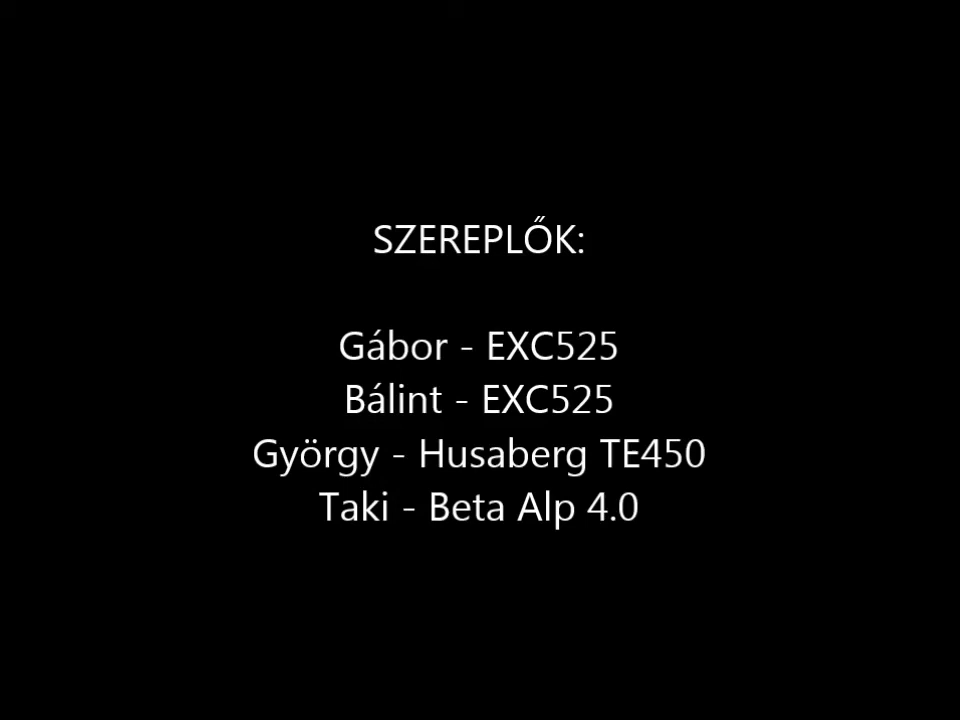 SZEREPLŐK:
Gábor - EXC525
Bálint - EXC525
György - Husaberg TE450
Taki - Beta Alp 4.0